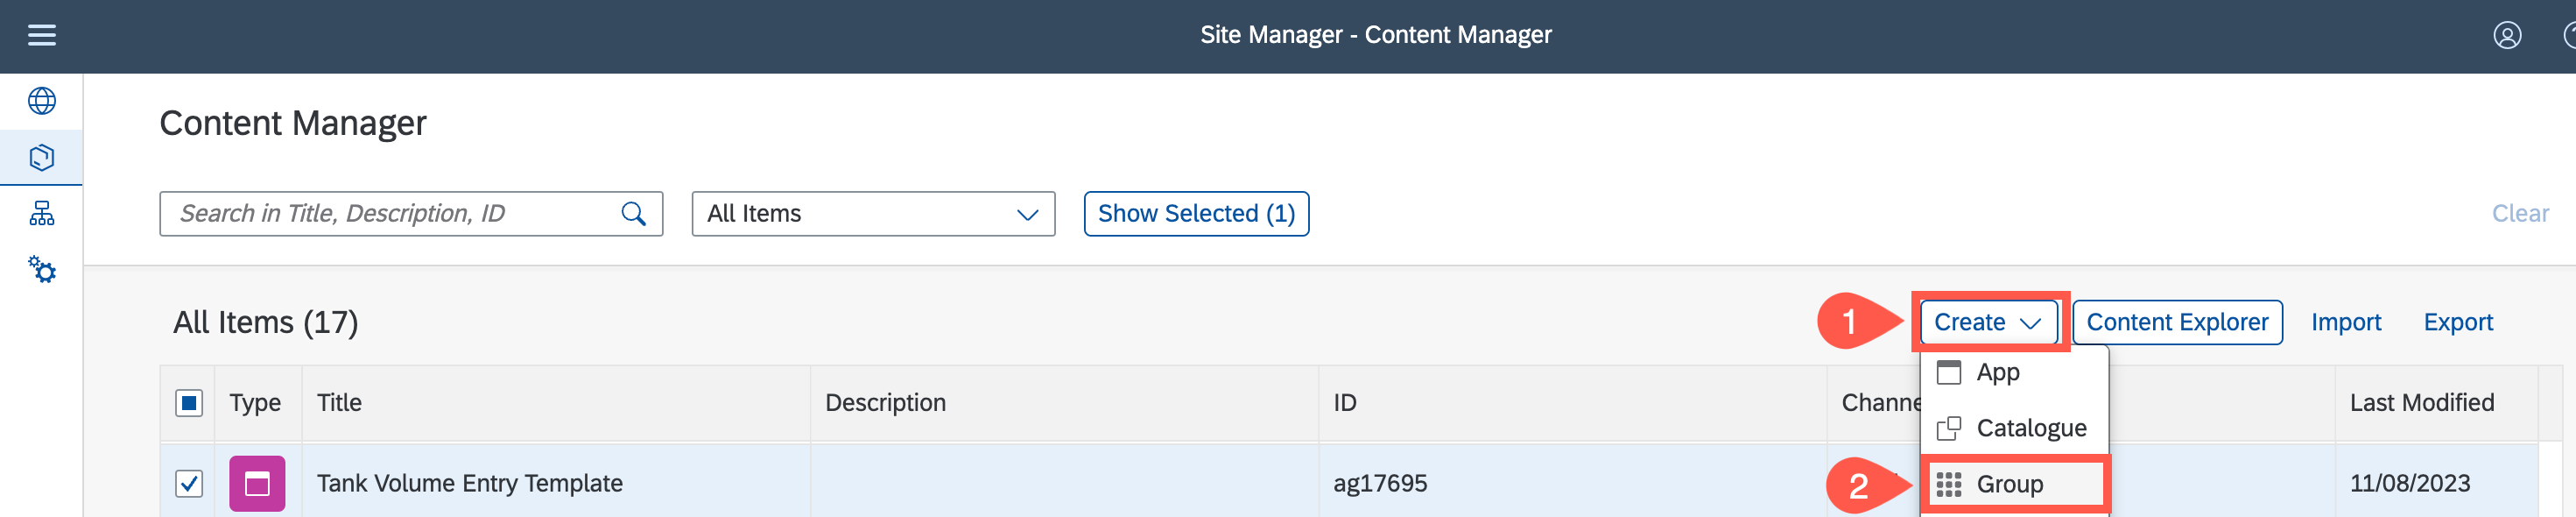 Site Manager - Content Manager
Content Manager
Search in Title, Description, ID
All Items
Show Selected (1)
Clear
All Items (17)
1
Create
Content Explorer
Import
Export
App
Type
Title
Description
ID
Channe
Last Modified
Catalogue
Tank Volume Entry Template
ag17695
2
Group
11/08/2023